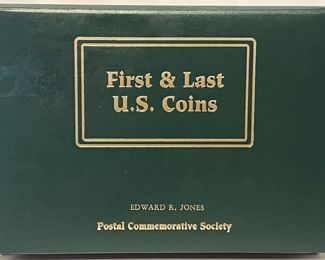 First & Last
U.S. Coins
EDWARD R. JONES
Postal Commemorative Society